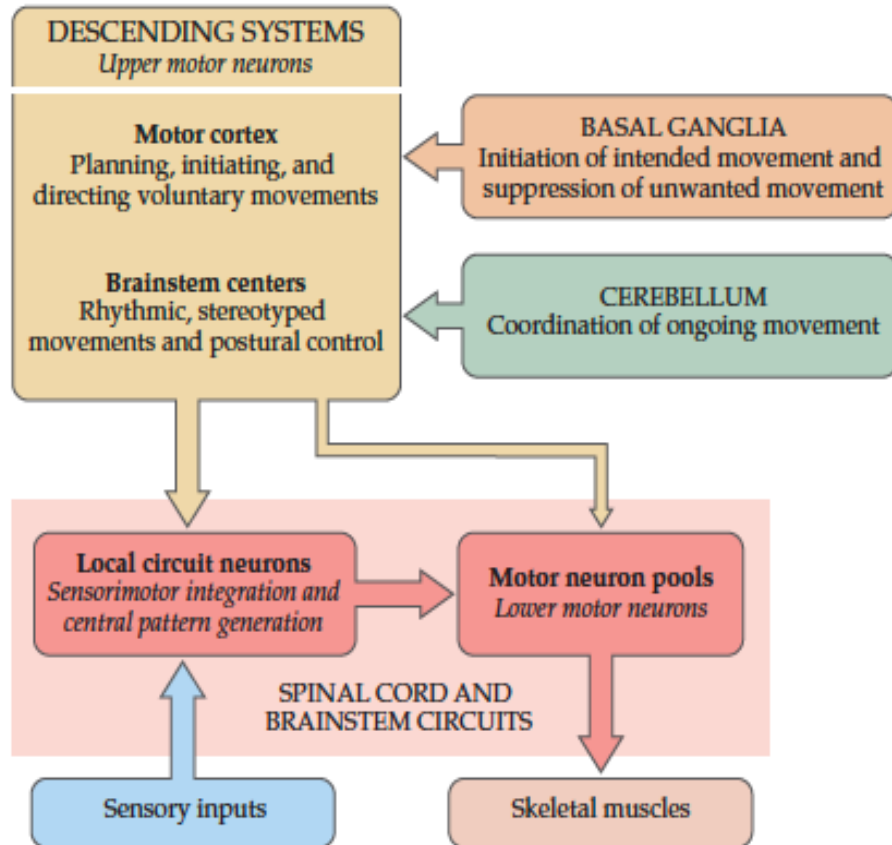 DESCENDING SYSTEMS
Upper motor neurons
Motor cortex
Planning, initiating, and
directing voluntary movements
Brainstem centers
Rhythmic, stereotyped
movements and postural control
BASAL GANGLIA
Initiation of intended movement and
suppression of unwanted movement
CEREBELLUM
Coordination of ongoing movement
Local circuit neurons
Sensorimotor integration and
central pattern generation
Motor neuron pools
Lower motor neurons
SPINAL CORD AND
BRAINSTEM CIRCUITS
Sensory inputs
Skeletal muscles